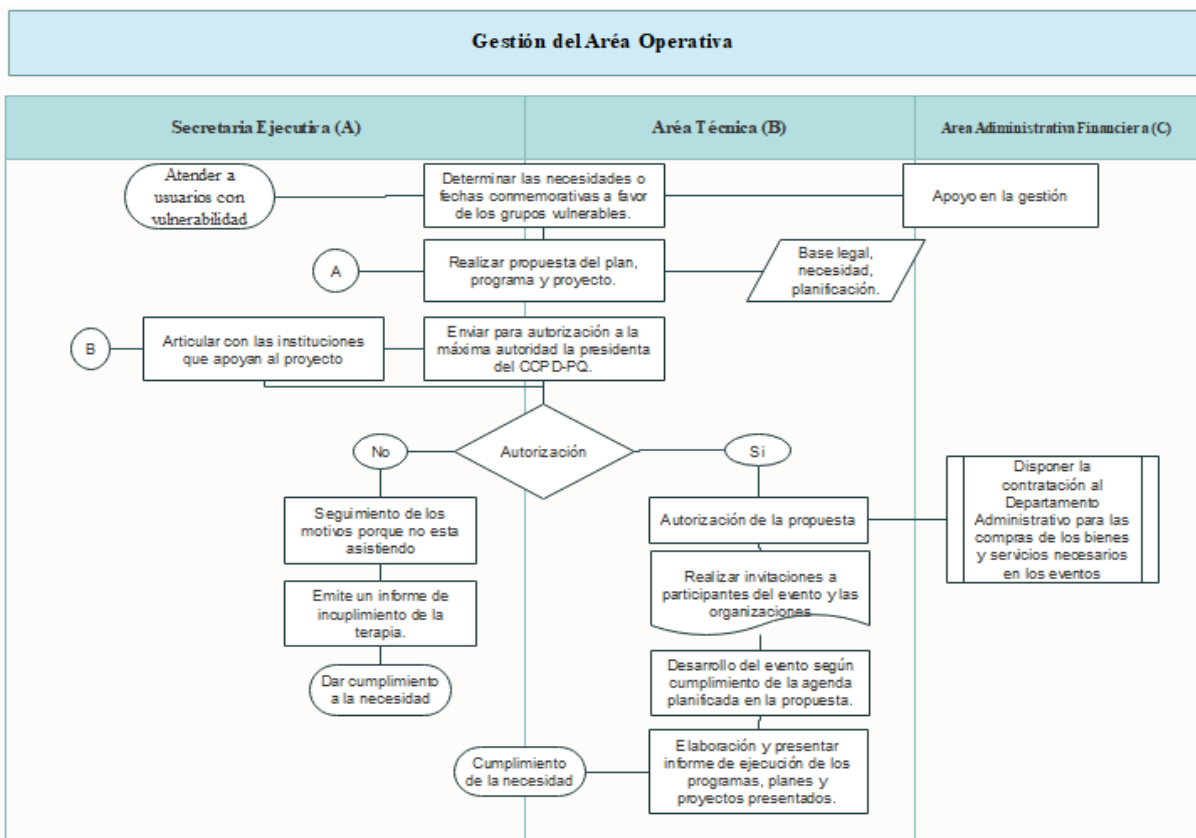 Gestión del Aréa Operativa
Secretaria Ejecutiva (A)
Aréa Técnica (B)
Area Adiministrativa Financiera (C)
Atender a
usuarios con
vulnerabilidad
Determinar las necesidades o
fechas conmemorativas a favor
de los grupos vulnerables.
Apoyo en la gestión
A
Realizar propuesta del plan,
programa y proyecto.
Base legal,
necesidad,
planificación.
B
Articular con las instituciones
que apoyan al proyecto
Enviar para autorización a la
máxima autoridad la presidenta
del CCPD-PQ.
No
Autorización
Si
Seguimiento de los
motivos porque no esta
asistiendo
Autorización de la propuesta
Disponer la
contratación al
Departamento
Administrativo para las
compras de los bienes
y servicios necesarios
en los eventos
Emite un informe de
incuplimiento de la
terapia.
Realizar invitaciones a
participantes del evento y las
organizaciones
Dar cumplimiento
a la necesidad
Desarrollo del evento según
cumplimiento de la agenda
planificada en la propuesta.
Cumplimiento
de la necesidad
Elaboración y presentar
informe de ejecución de los
programas, planes y
proyectos presentados.